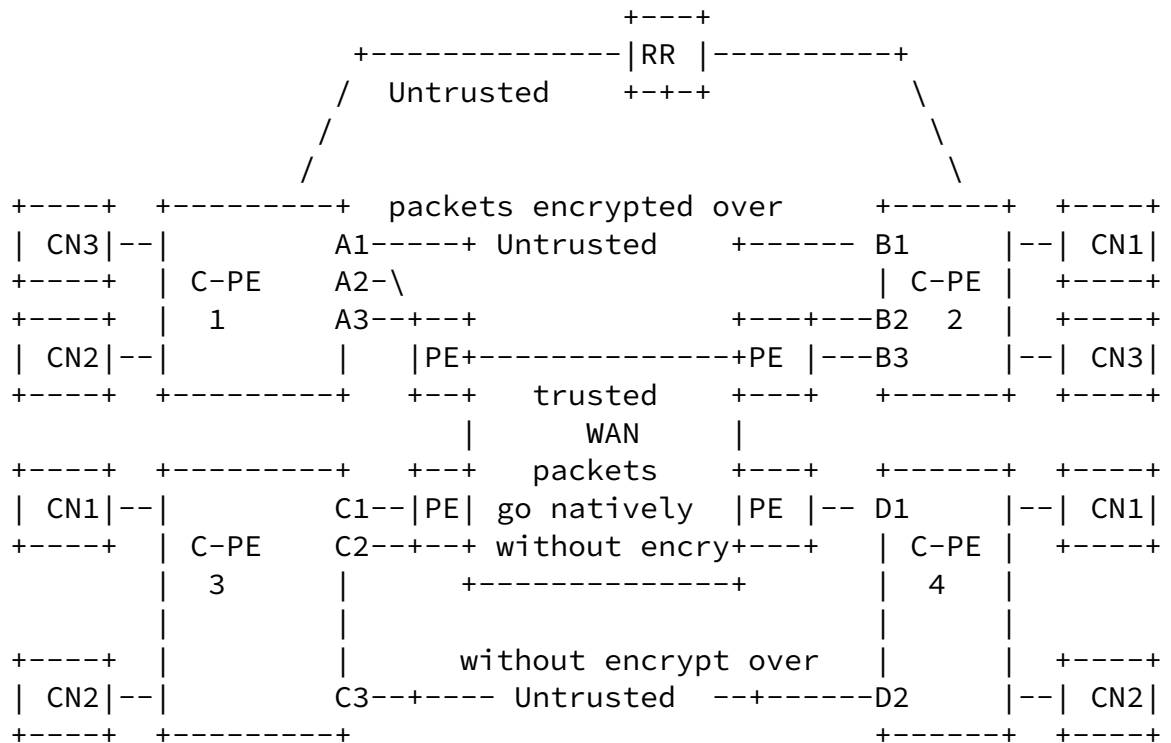 +---+
+--------------|RR |----------+
/ Untrusted +-+-+ \
/ \
/ \
+----+ +---------+ packets encrypted over +------+ +----+
| CN3|--| A1-----+ Untrusted +------ B1 |--| CN1|
+----+ | C-PE A2-\ | C-PE | +----+
+----+ | 1 A3--+--+ +---+---B2 2 | +----+
| CN2|--| | |PE+--------------+PE |---B3 |--| CN3|
+----+ +---------+ +--+ trusted +---+ +------+ +----+
| WAN |
+----+ +---------+ +--+ packets +---+ +------+ +----+
| CN1|--| C1--|PE| go natively |PE |-- D1 |--| CN1|
+----+ | C-PE C2--+--+ without encry+---+ | C-PE | +----+
| 3 | +--------------+ | 4 |
| | | |
+----+ | | without encrypt over | | +----+
| CN2|--| C3--+---- Untrusted --+------D2 |--| CN2|
+----+ +---------+ +------+ +----+